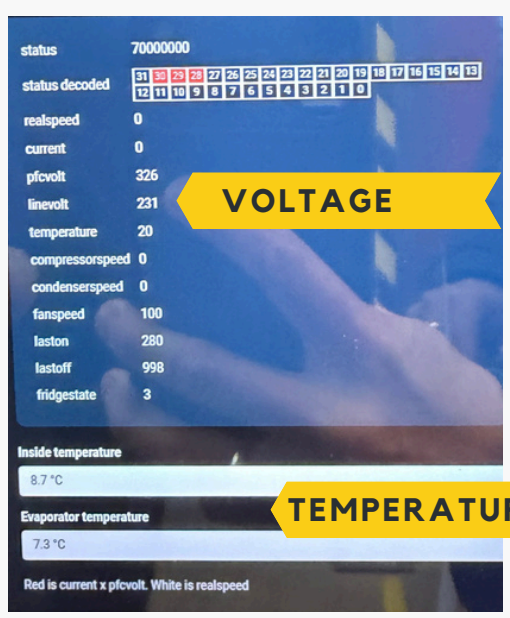 status 70000000
status decoded 31 30 29 28 27 26 25 24 23 22 21 20 19 18 17 16 15 14 13
12 11 10 9 8 7 6 5 4 3 2 1 0
realspeed 0
current 0
pfcvolt 326
linevolt 231
VOLTAGE
temperature 20
compressorspeed 0
condenserspeed 0
fanspeed 100
laston 280
lastoff 998
fridgestate 3
Inside temperature
8.7 °C
TEMPERATUR
Evaporator temperature
7.3 °C
Red is current x pfcvolt. White is realspeed